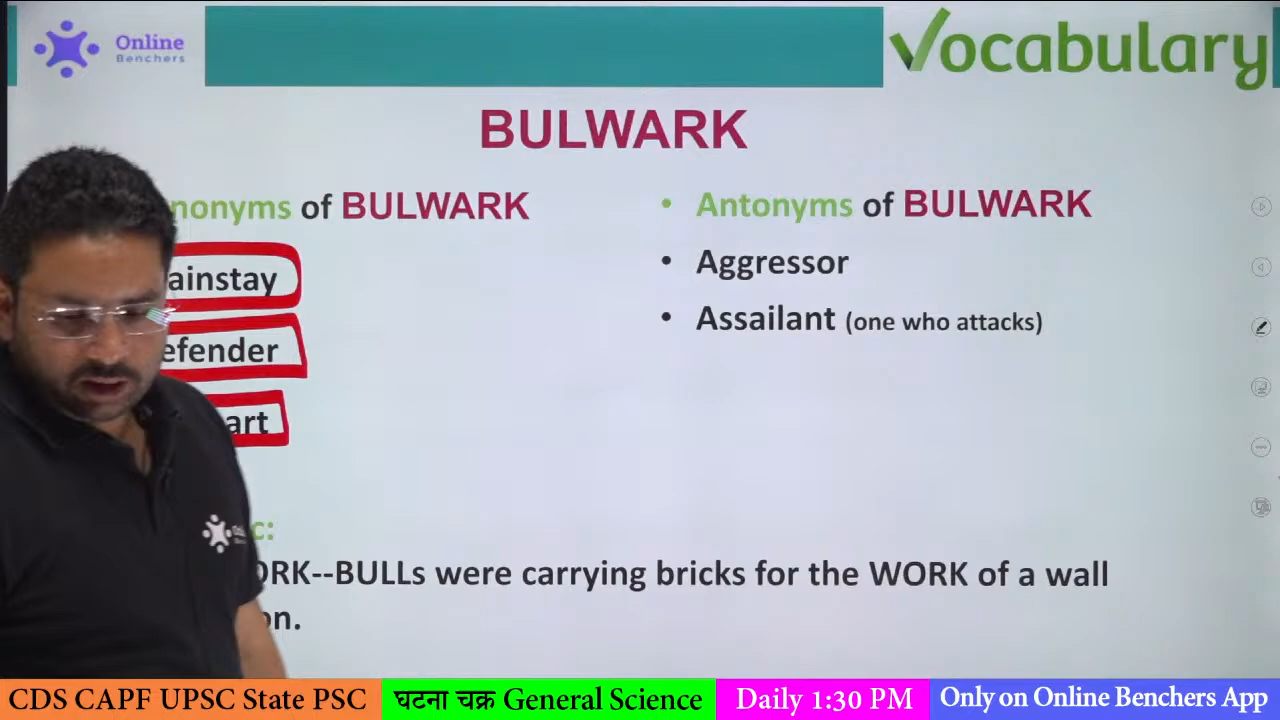 Online
Benchers
Vocabulary
BULWARK
nonyms of BULWARK
ainstay
efender
art
• Antonyms of BULWARK
• Aggressor
• Assailant (one who attacks)
c:
ORK--BULLs were carrying bricks for the WORK of a wall
on.
CDS CAPF UPSC State PSC
घटना चक्र General Science
Daily 1:30 PM
Only on Online Benchers App